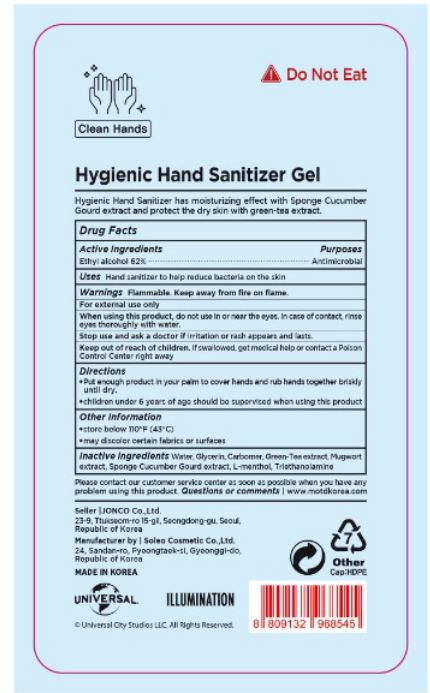 Do Not Eat
Clean Hands
Hygienic Hand Sanitizer Gel
Hygienic Hand Sanitizer has moisturizing effect with Sponge Cucumber
Gourd extract and protect the dry skin with green-tea extract.
Drug Facts
Active Ingredients Purposes
Ethyl alcohol 62% Antimicrobial
Uses Hand sanitizer to help reduce bacteria on the skin
Warnings Flammable. Keep away from fire on flame.
For external use only
When using this product, do not use in or near the eyes. In case of contact, rinse
eyes thoroughly with water.
Stop use and ask a doctor if irritation or rash appears and lasts.
Keep out of reach of children. If swallowed, get medical help or contact a Poison
Control Center right away
Directions
•Put enough product in your palm to cover hands and rub hands together briskly
until dry.
•children under 6 years of age should be supervised when using this product
Other Information
•store below 110°F (43°C)
•may discolor certain fabrics or surfaces
Inactive ingredients Water, Glycerin, Carbomer, Green-Tea extract, Mugwort
extract, Sponge Cucumber Gourd extract, L-menthol, Triethanolamine
Please contact our customer service center as soon as possible when you have any
problem using this product. Questions or comments | www.motdkorea.com
Seller |JONCO Co.,Ltd.
23-9, Ttukseom-ro 15-gil, Seongdong-gu, Seoul,
Republic of Korea
Manufacturer by | Soleo Cosmetic Co.,Ltd.
24, Sandan-ro, Pyeongtaek-si, Gyeonggi-do,
Republic of Korea
MADE IN KOREA
7
Other
Cap:HDPE
UNIVERSAL
ILLUMINATION
© Universal City Studios LLC. All Rights Reserved.
8 809132 968545